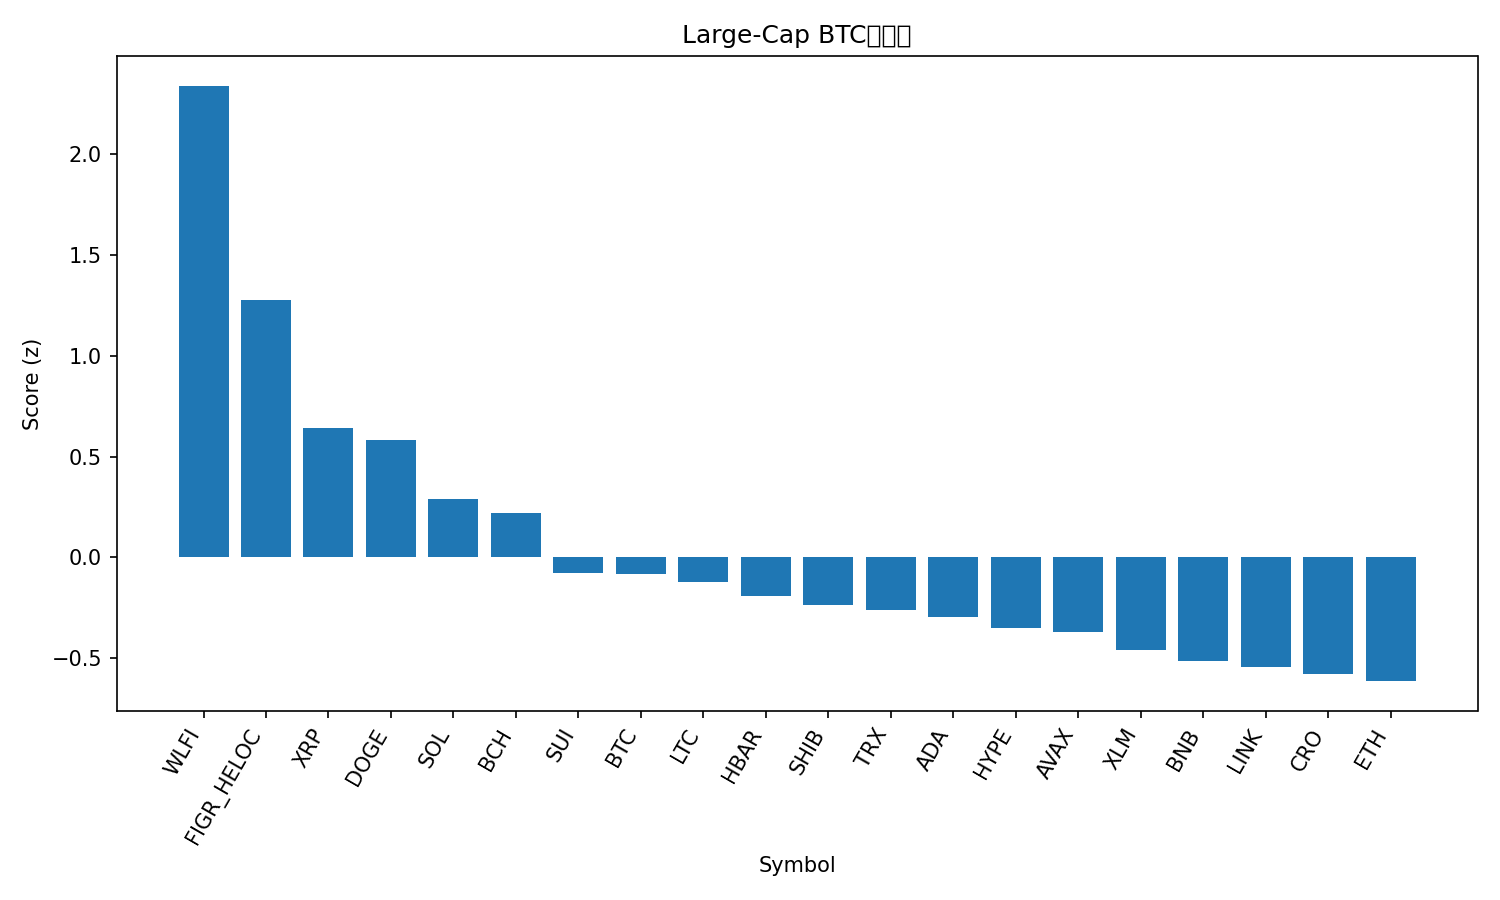 Large-Cap BTC
2.0
1.5
1.0
0.5
0.0
−0.5
Score (z)
WLFI
FIGR_HELOC
XRP
DOGE
SOL
BCH
SUI
BTC
LTC
HBAR
SHIB
TRX
ADA
HYPE
AVAX
XLM
BNB
LINK
CRO
ETH
Symbol